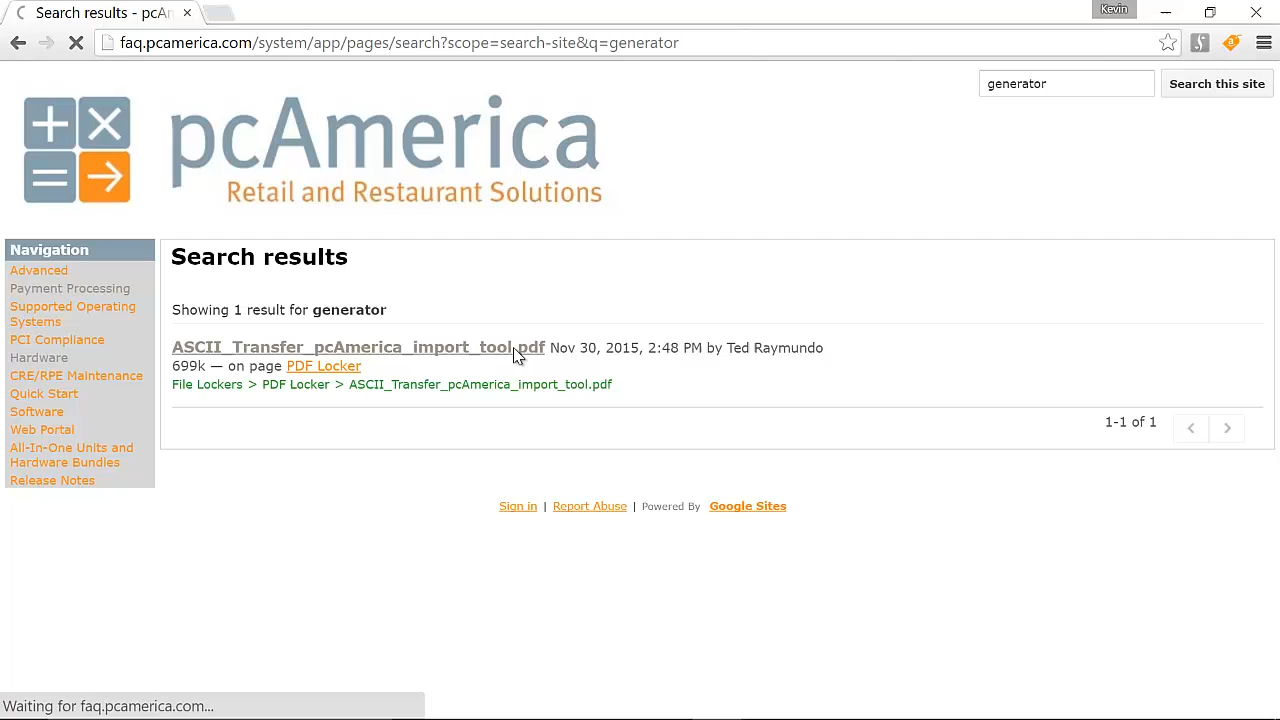 Search results - pcAm
Kevin
faq.pcamerica.com/system/app/pages/search?scope=search-site&q=generator
generator
Search this site
pcAmerica
Retail and Restaurant Solutions
Navigation
Advanced
Payment Processing
Supported Operating
Systems
PCI Compliance
Hardware
CRE/RPE Maintenance
Quick Start
Software
Web Portal
All-In-One Units and
Hardware Bundles
Release Notes
Search results
Showing 1 result for generator
ASCII_Transfer_pcAmerica_import_tool.pdf Nov 30, 2015, 2:48 PM by Ted Raymundo
699k — on page PDF Locker
File Lockers > PDF Locker > ASCII_Transfer_pcAmerica_import_tool.pdf
1-1 of 1
Sign in | Report Abuse | Powered By Google Sites
Waiting for faq.pcamerica.com...